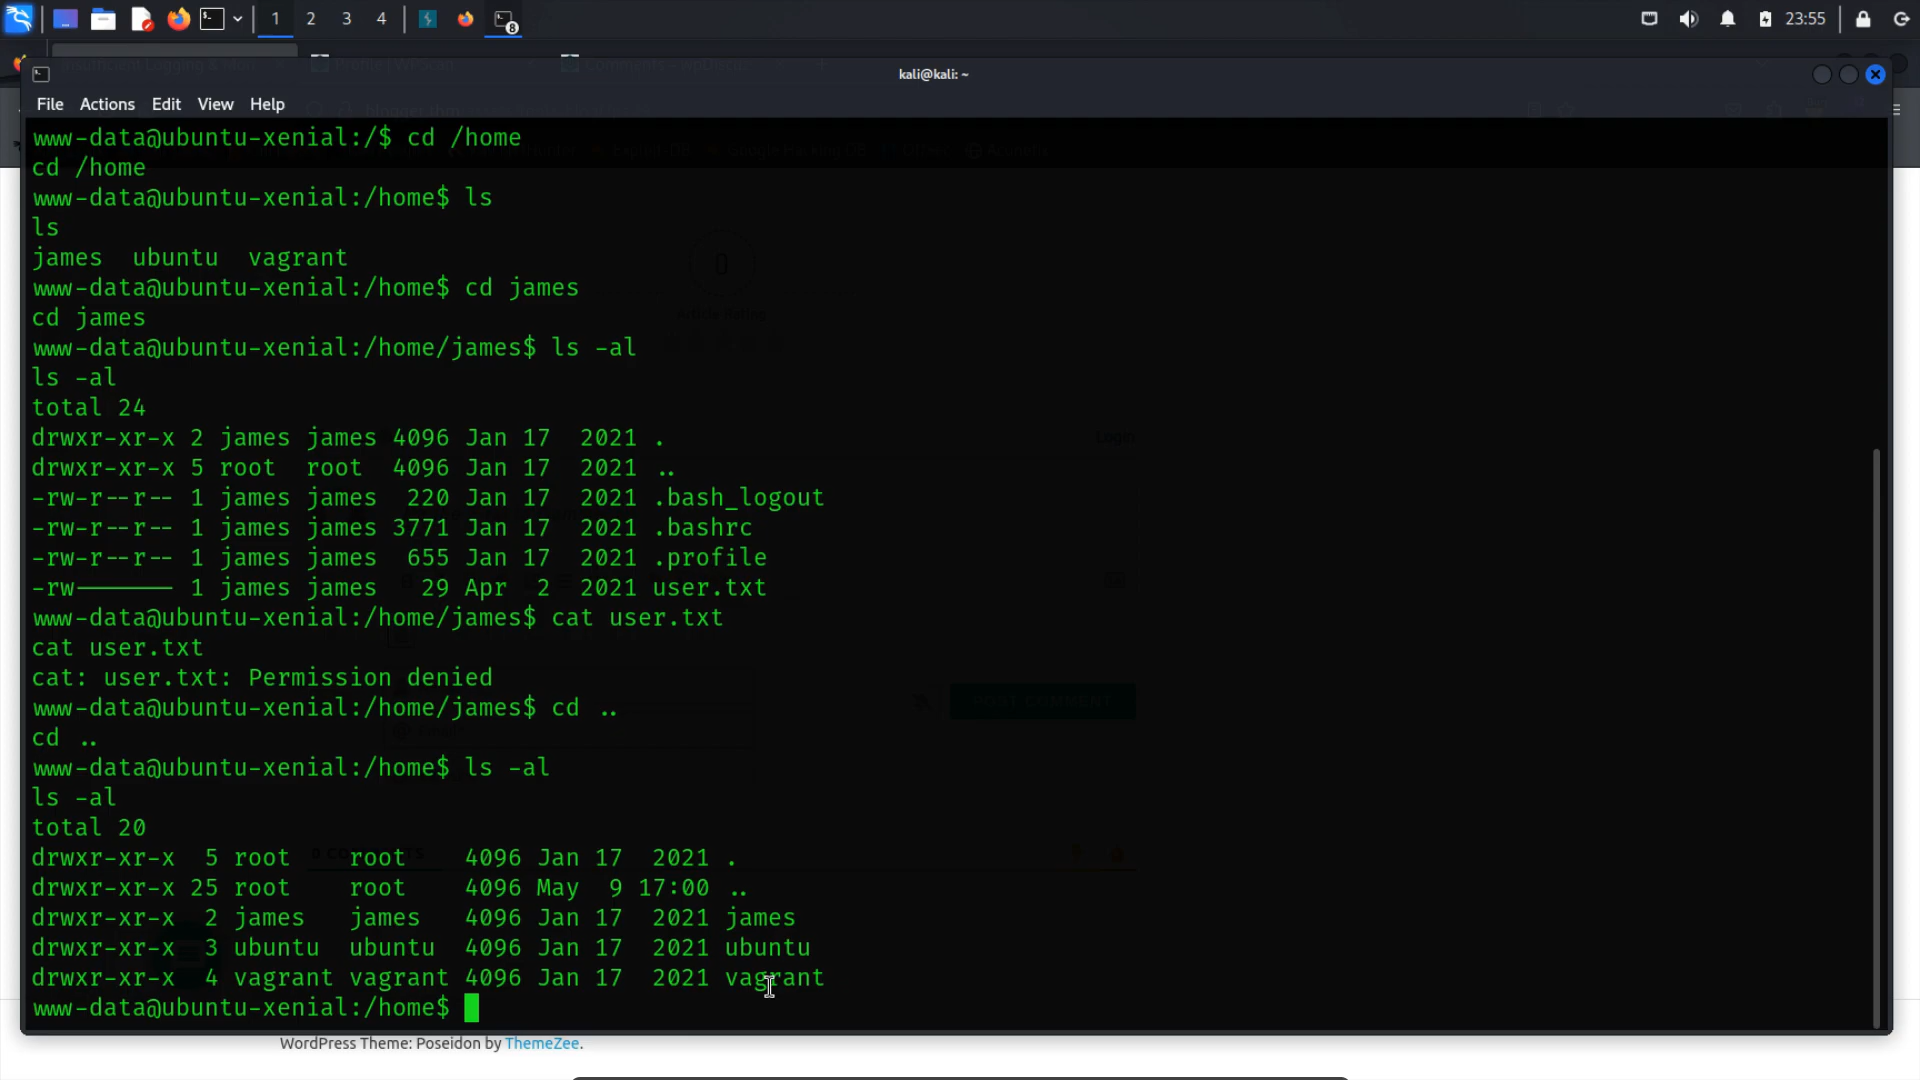 1 2 3 4 8 23:55
kali@kali: ~
File Actions Edit View Help
www-data@ubuntu-xenial:/$ cd /home
cd /home
www-data@ubuntu-xenial:/home$ ls
ls
james  ubuntu  vagrant
www-data@ubuntu-xenial:/home$ cd james
cd james
www-data@ubuntu-xenial:/home/james$ ls -al
ls -al
total 24
drwxr-xr-x 2 james james 4096 Jan 17  2021 .
drwxr-xr-x 5 root  root  4096 Jan 17  2021 ..
-rw-r--r-- 1 james james  220 Jan 17  2021 .bash_logout
-rw-r--r-- 1 james james 3771 Jan 17  2021 .bashrc
-rw-r--r-- 1 james james  655 Jan 17  2021 .profile
-rw------- 1 james james   29 Apr  2  2021 user.txt
www-data@ubuntu-xenial:/home/james$ cat user.txt
cat user.txt
cat: user.txt: Permission denied
www-data@ubuntu-xenial:/home/james$ cd ..
cd ..
www-data@ubuntu-xenial:/home$ ls -al
ls -al
total 20
drwxr-xr-x  5 root    root    4096 Jan 17  2021 .
drwxr-xr-x 25 root    root    4096 May  9 17:00 ..
drwxr-xr-x  2 james   james   4096 Jan 17  2021 james
drwxr-xr-x  3 ubuntu  ubuntu  4096 Jan 17  2021 ubuntu
drwxr-xr-x  4 vagrant vagrant 4096 Jan 17  2021 vagrant
www-data@ubuntu-xenial:/home$
Login
POST COMMENT
WordPress Theme: Poseidon by ThemeZee.